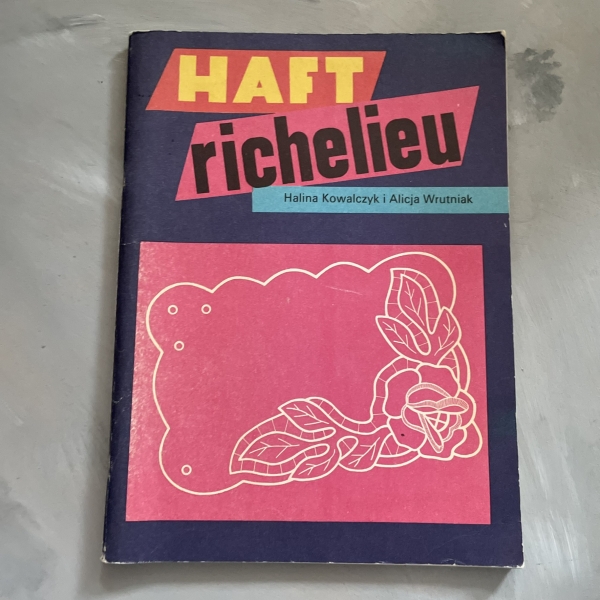 HAFT
richelieu
Halina Kowalczyk i Alicja Wrutniak